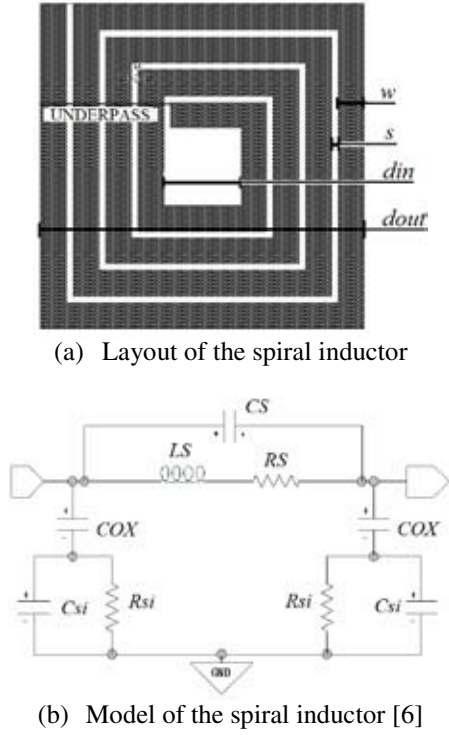 UNDERPASS
w
s
din
dout
(a) Layout of the spiral inductor
CS
LS
RS
COX
COX
Csi
Rsi
Rsi
Csi
GND
(b) Model of the spiral inductor [6]